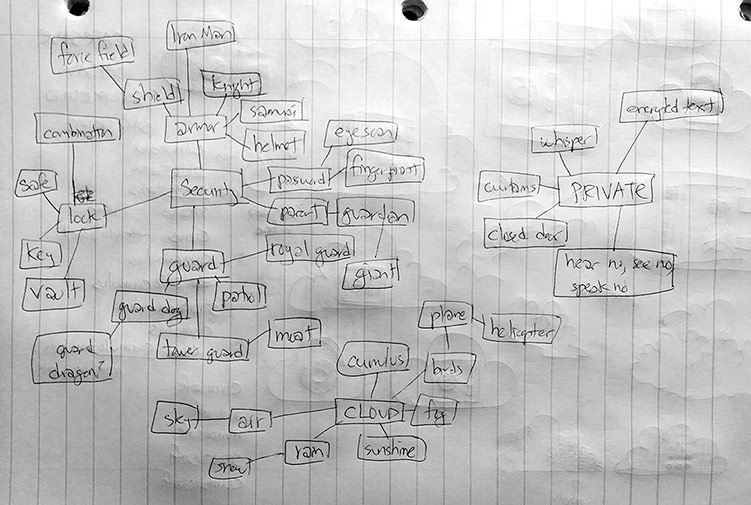 Iron Man
force field
shield
Knight
samurai
armor
helmet
combination
eyescan
password
fingerprint
safe
Security
lock
parent
guardian
key
vault
royal guard
giant
guard
patrol
guard dog
guard
dragon?
tower guard
moat
encrypted text
whisper
curtains
PRIVATE
closed door
hear no, see no,
speak no
plane
helicopter
cumulus
birds
sky
air
CLOUD
fog
snow
rain
sunshine